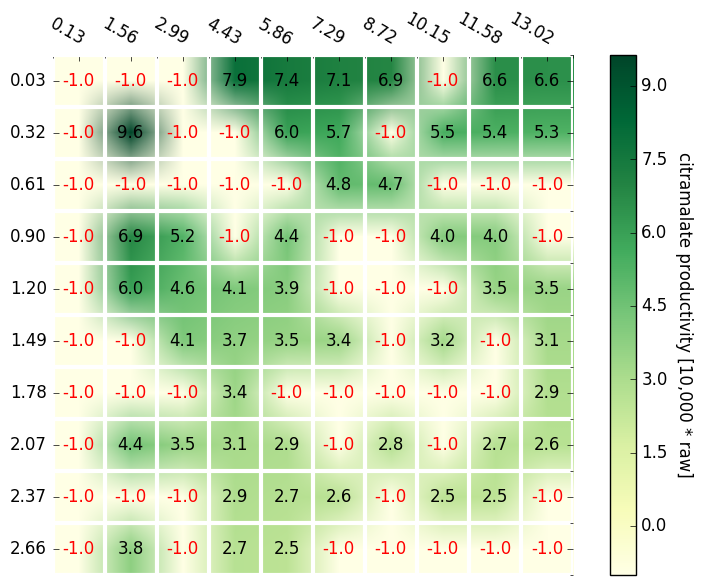 0.13 1.56 2.99 4.43 5.86 7.29 8.72 10.15 11.58 13.02
0.03 -1.0 -1.0 -1.0 7.9 7.4 7.1 6.9 -1.0 6.6 6.6
0.32 -1.0 9.6 -1.0 -1.0 6.0 5.7 -1.0 5.5 5.4 5.3
0.61 -1.0 -1.0 -1.0 -1.0 -1.0 4.8 4.7 -1.0 -1.0 -1.0
0.90 -1.0 6.9 5.2 -1.0 4.4 -1.0 -1.0 4.0 4.0 -1.0
1.20 -1.0 6.0 4.6 4.1 3.9 -1.0 -1.0 -1.0 3.5 3.5
1.49 -1.0 -1.0 4.1 3.7 3.5 3.4 -1.0 3.2 -1.0 3.1
1.78 -1.0 -1.0 -1.0 3.4 -1.0 -1.0 -1.0 -1.0 -1.0 2.9
2.07 -1.0 4.4 3.5 3.1 2.9 -1.0 2.8 -1.0 2.7 2.6
2.37 -1.0 -1.0 -1.0 2.9 2.7 2.6 -1.0 2.5 2.5 -1.0
2.66 -1.0 3.8 -1.0 2.7 2.5 -1.0 -1.0 -1.0 -1.0 -1.0
9.0
7.5
6.0
4.5
3.0
1.5
0.0
citramalate productivity [10,000 * raw]